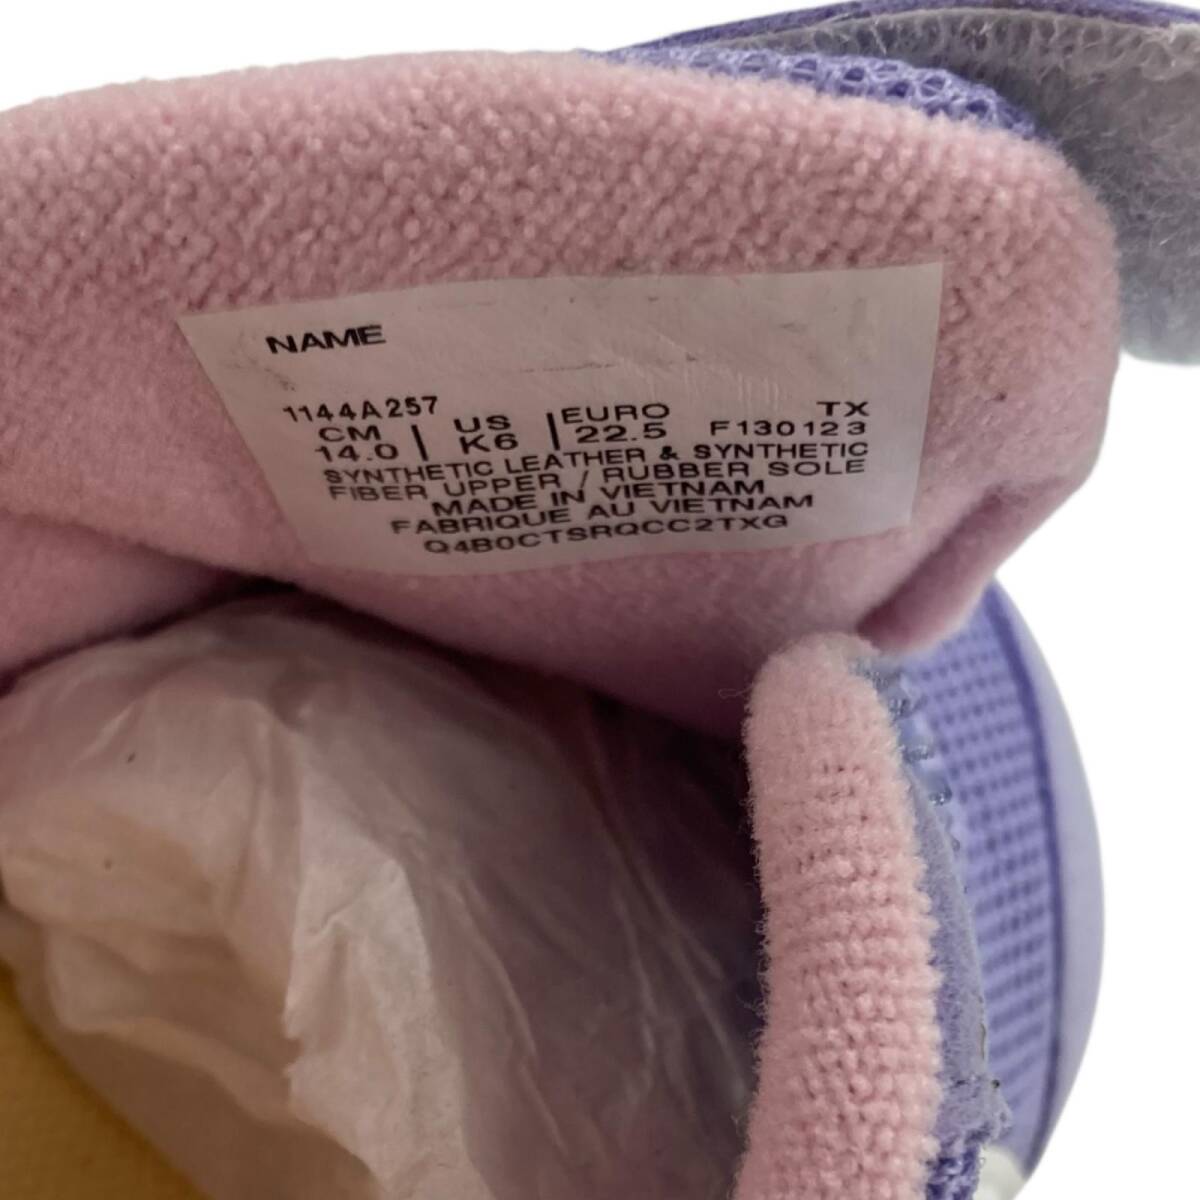 NAME
1144A257
CM US EURO TX
14.0 K6 22.5 F130123
SYNTHETIC LEATHER & SYNTHETIC
FIBER UPPER / RUBBER SOLE
MADE IN VIETNAM
FABRIQUE AU VIETNAM
Q4B0CTSRQCC2TXG